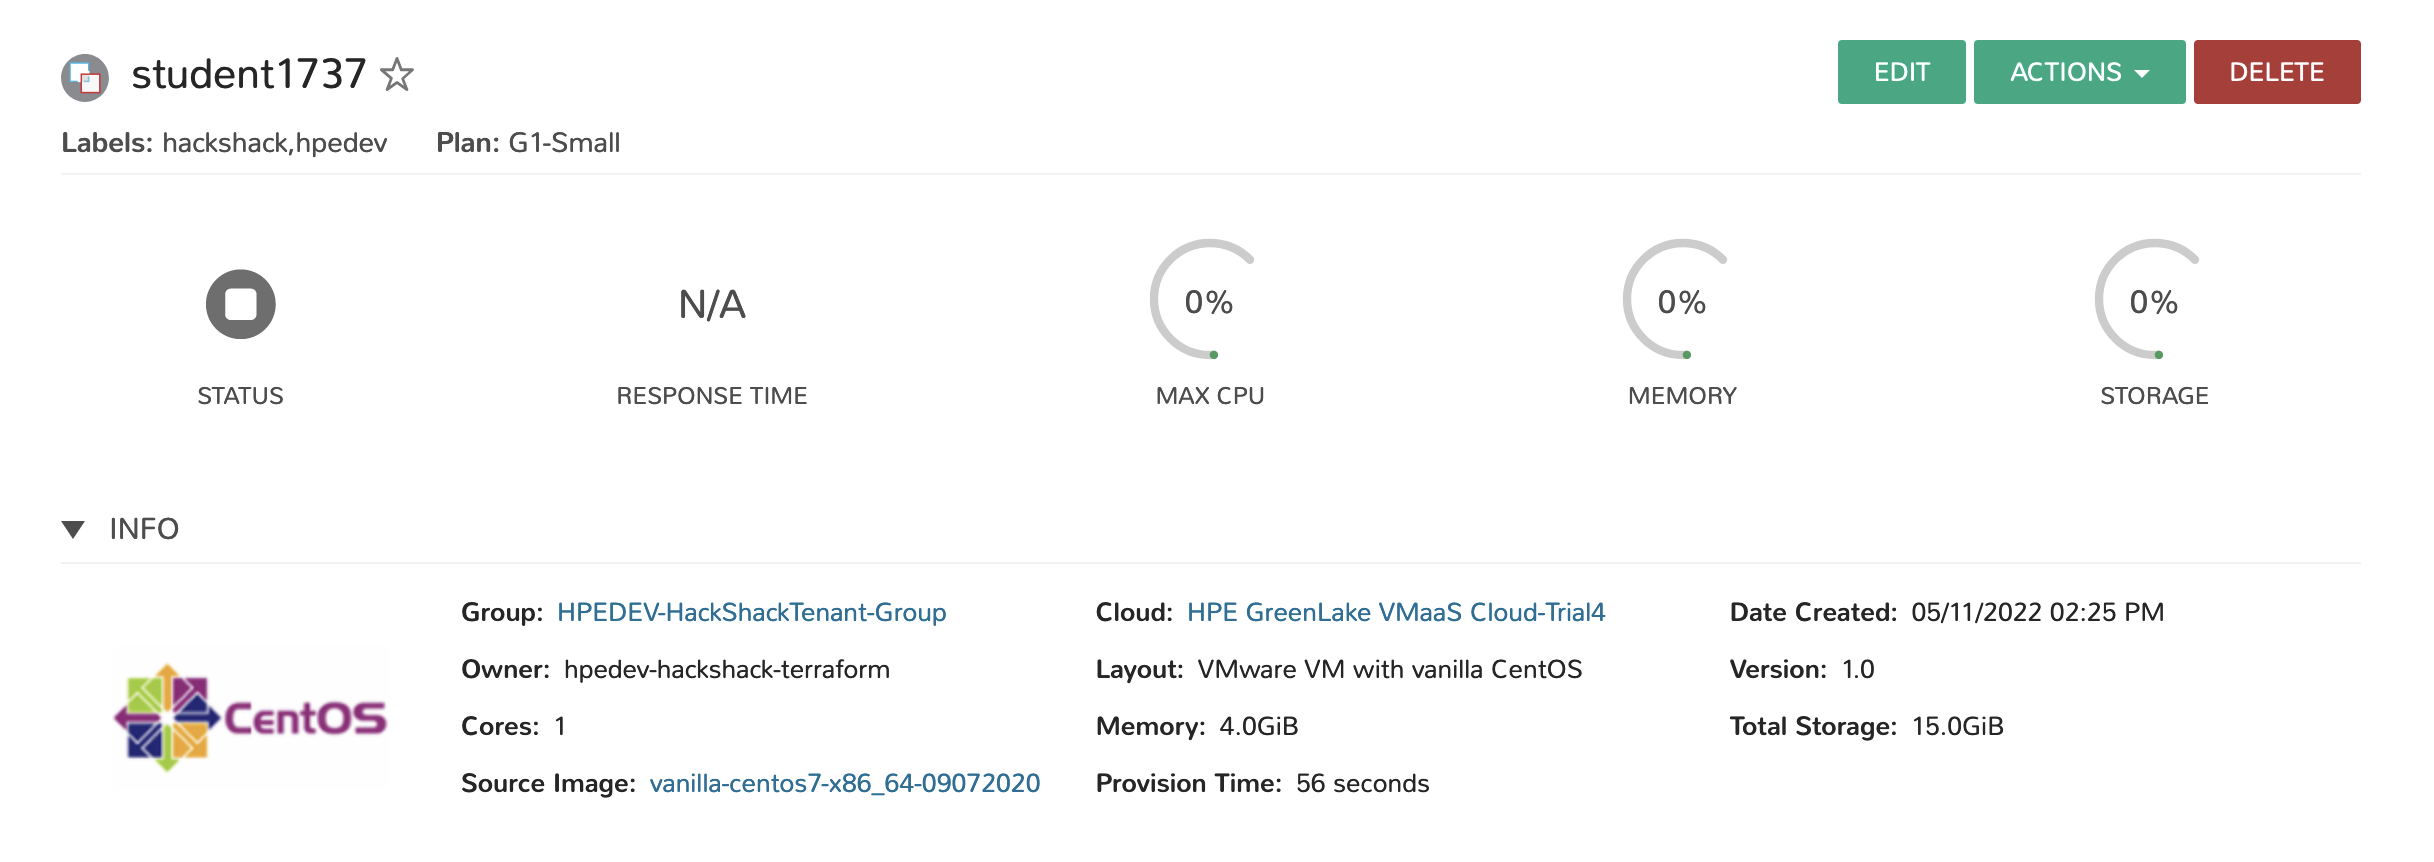 student1737
EDIT
ACTIONS
DELETE
Labels: hackshack,hpedev Plan: G1-Small
N/A
0%
0%
0%
STATUS
RESPONSE TIME
MAX CPU
MEMORY
STORAGE
INFO
CentOS
Group: HPEDEV-HackShackTenant-Group
Cloud: HPE GreenLake VMaaS Cloud-Trial4
Date Created: 05/11/2022 02:25 PM
Owner: hpedev-hackshack-terraform
Layout: VMware VM with vanilla CentOS
Version: 1.0
Cores: 1
Memory: 4.0GiB
Total Storage: 15.0GiB
Source Image: vanilla-centos7-x86_64-09072020
Provision Time: 56 seconds